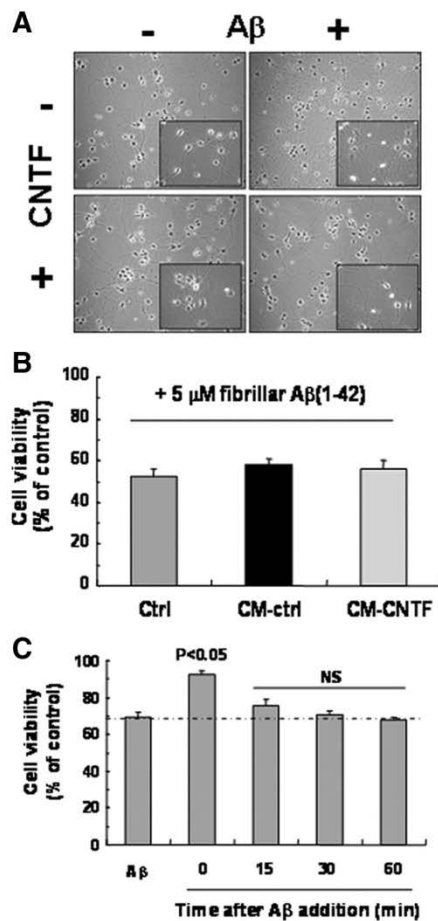 A
- Aβ +
CNTF
-
+
B
100
80
60
40
20
0
Cell viability
(% of control)
+ 5 μM fibrillar Aβ(1-42)
Ctrl CM-ctrl CM-CNTF
C
100
80
60
40
20
0
Cell viability
(% of control)
P<0.05
NS
Aβ 0 15 30 60
Time after Aβ addition (min)